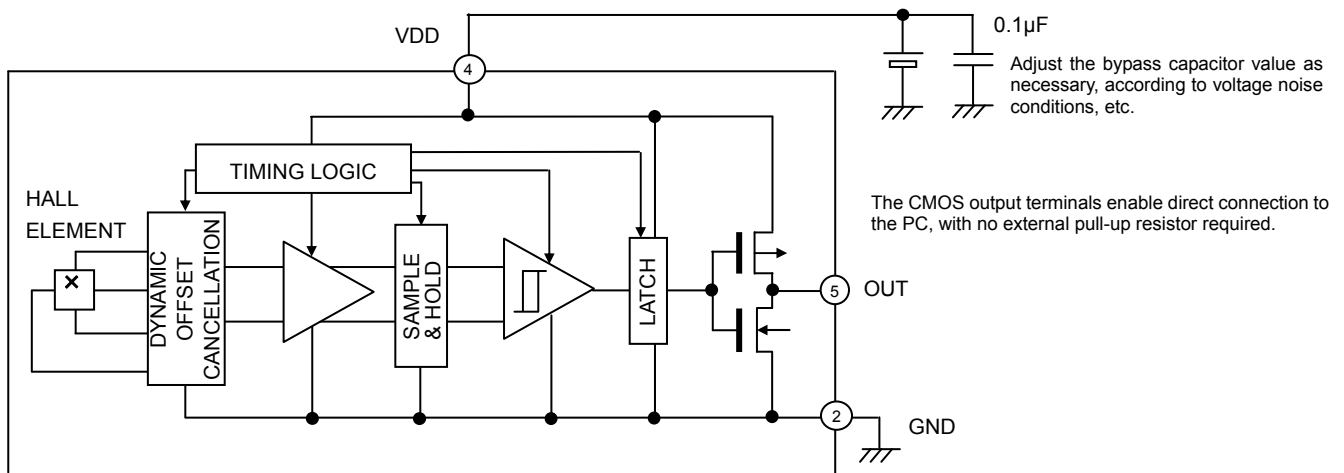 VDD
4
0.1µF
Adjust the bypass capacitor value as
necessary, according to voltage noise
conditions, etc.
TIMING LOGIC
HALL
ELEMENT
DYNAMIC
OFFSET
CANCELLATION
SAMPLE
& HOLD
LATCH
The CMOS output terminals enable direct connection to
the PC, with no external pull-up resistor required.
5
OUT
2
GND